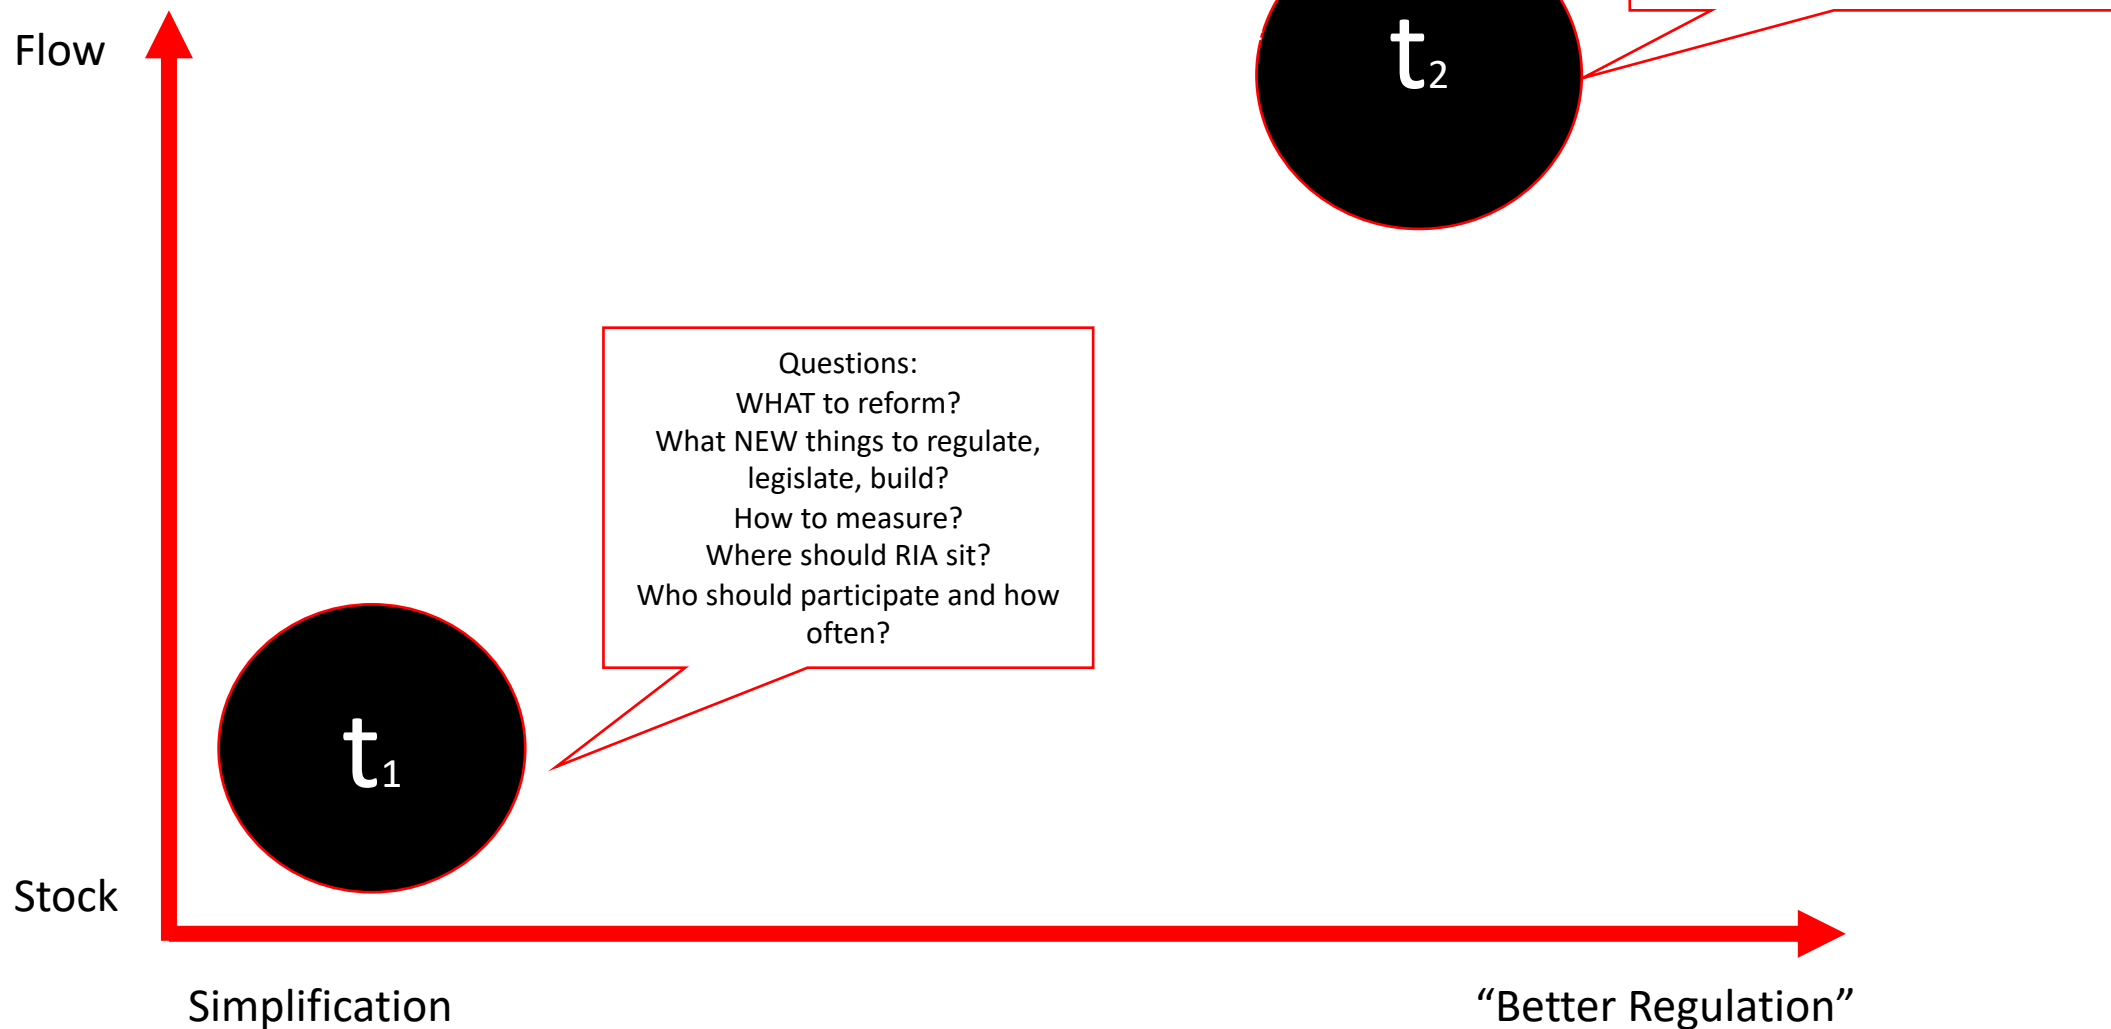 Flow
t2
Questions:
WHAT to reform?
What NEW things to regulate,
legislate, build?
How to measure?
Where should RIA sit?
Who should participate and how
often?
t1
Stock
Simplification
“Better Regulation”